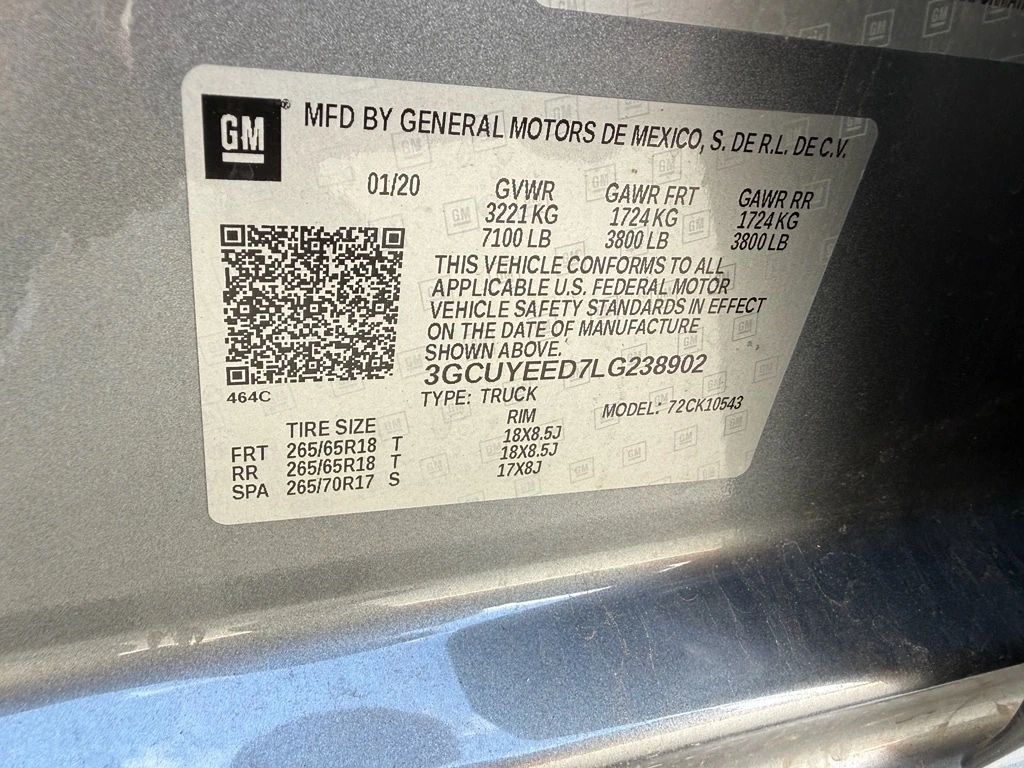 GM
MFD BY GENERAL MOTORS DE MEXICO, S. DE R.L. DE C.V.
01/20
GVWR GAWR FRT GAWR RR
3221 KG 1724 KG 1724 KG
7100 LB 3800 LB 3800 LB
THIS VEHICLE CONFORMS TO ALL
APPLICABLE U.S. FEDERAL MOTOR
VEHICLE SAFETY STANDARDS IN EFFECT
ON THE DATE OF MANUFACTURE
SHOWN ABOVE.
3GCUYEED7LG238902
464C
TYPE: TRUCK MODEL: 72CK10543
TIRE SIZE RIM
FRT 265/65R18 T 18X8.5J
RR 265/65R18 T 18X8.5J
SPA 265/70R17 S 17X8J